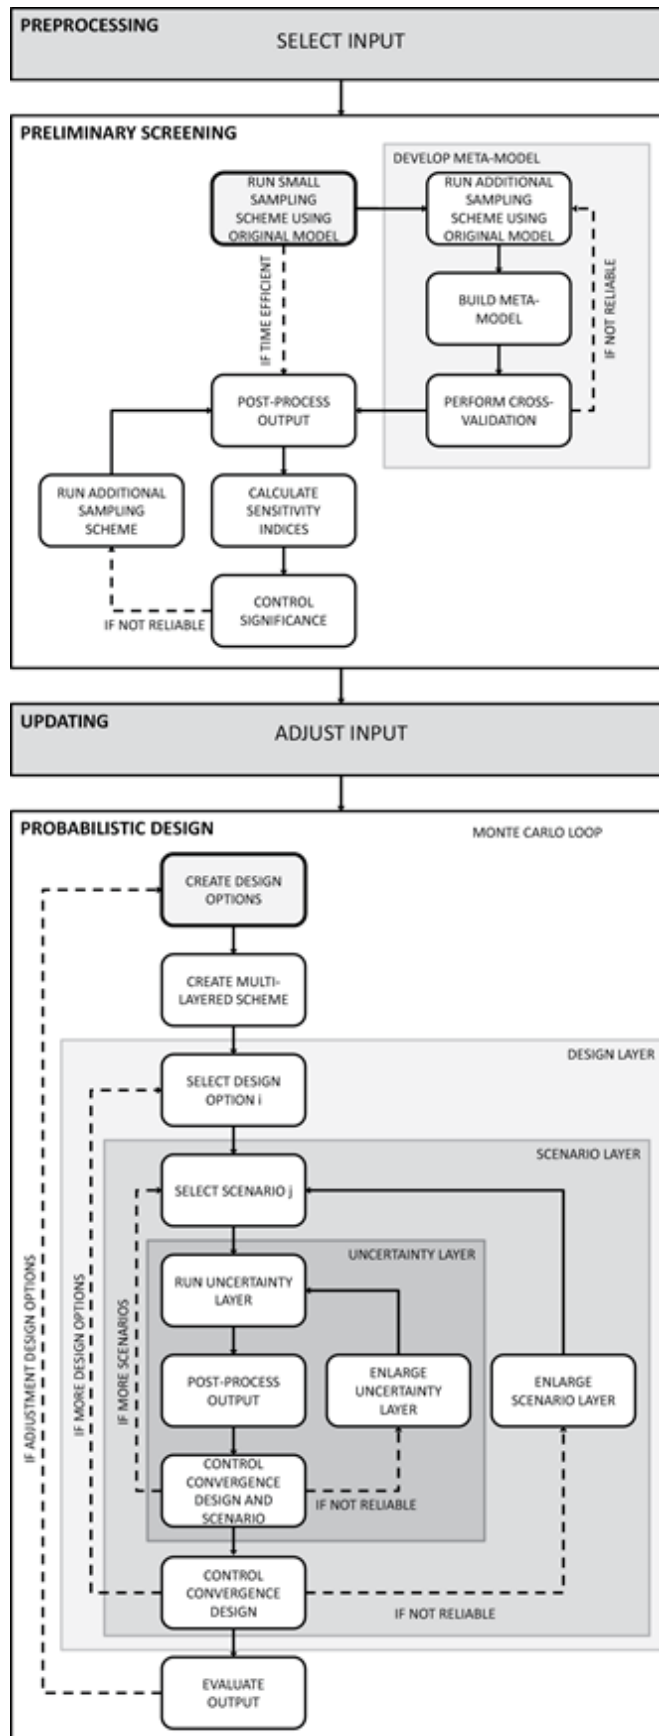 PREPROCESSING
SELECT INPUT
PRELIMINARY SCREENING
DEVELOP META-MODEL
RUN SMALL
SAMPLING
SCHEME USING
ORIGINAL MODEL
RUN ADDITIONAL
SAMPLING
SCHEME USING
ORIGINAL MODEL
IF TIME EFFICIENT
BUILD META-
MODEL
IF NOT RELIABLE
POST-PROCESS
OUTPUT
PERFORM CROSS-
VALIDATION
RUN ADDITIONAL
SAMPLING
SCHEME
CALCULATE
SENSITIVITY
INDICES
CONTROL
SIGNIFICANCE
IF NOT RELIABLE
UPDATING
ADJUST INPUT
PROBABILISTIC DESIGN
MONTE CARLO LOOP
CREATE DESIGN
OPTIONS
CREATE MULTI-
LAYERED SCHEME
DESIGN LAYER
SELECT DESIGN
OPTION i
SCENARIO LAYER
SELECT SCENARIO j
UNCERTAINTY LAYER
RUN UNCERTAINTY
LAYER
IF ADJUSTMENT DESIGN OPTIONS
IF MORE DESIGN OPTIONS
IF MORE SCENARIOS
POST-PROCESS
OUTPUT
ENLARGE
UNCERTAINTY
LAYER
ENLARGE
SCENARIO LAYER
CONTROL
CONVERGENCE
DESIGN AND
SCENARIO
IF NOT RELIABLE
CONTROL
CONVERGENCE
DESIGN
IF NOT RELIABLE
EVALUATE
OUTPUT